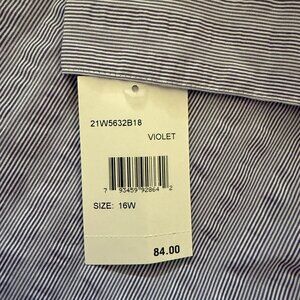 21W5632B18
VIOLET
7 93459 92864 2
SIZE: 16W
84.00